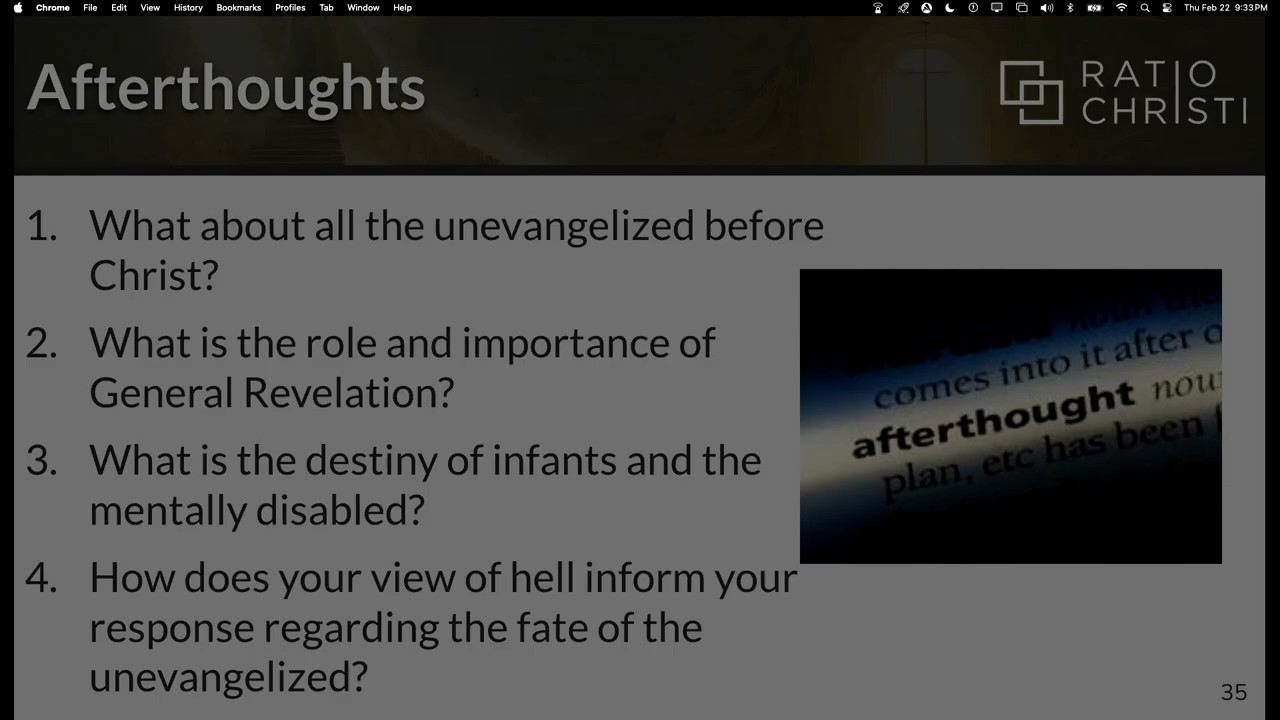 Chrome File Edit View History Bookmarks Profiles Tab Window Help Thu Feb 22 9:33PM
Afterthoughts
RATIO
CHRISTI
1. What about all the unevangelized before
Christ?
2. What is the role and importance of
General Revelation?
3. What is the destiny of infants and the
mentally disabled?
4. How does your view of hell inform your
response regarding the fate of the
unevangelized?
noun
comes into it after
afterthought nou
plan, etc has been
35